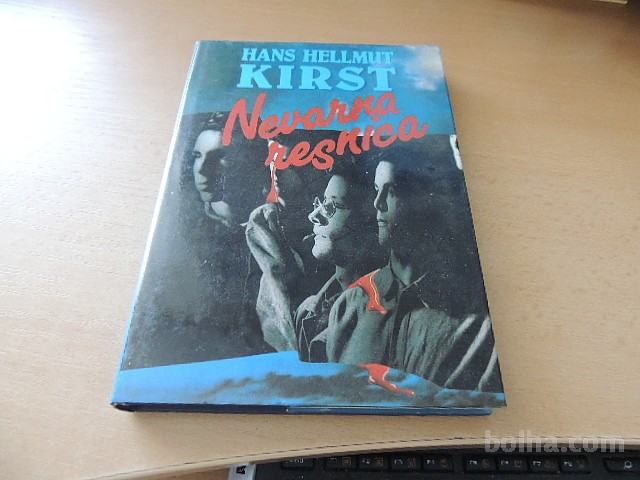 HANS HELLMUT
KIRST
Nevarna
resnica
bolha.com